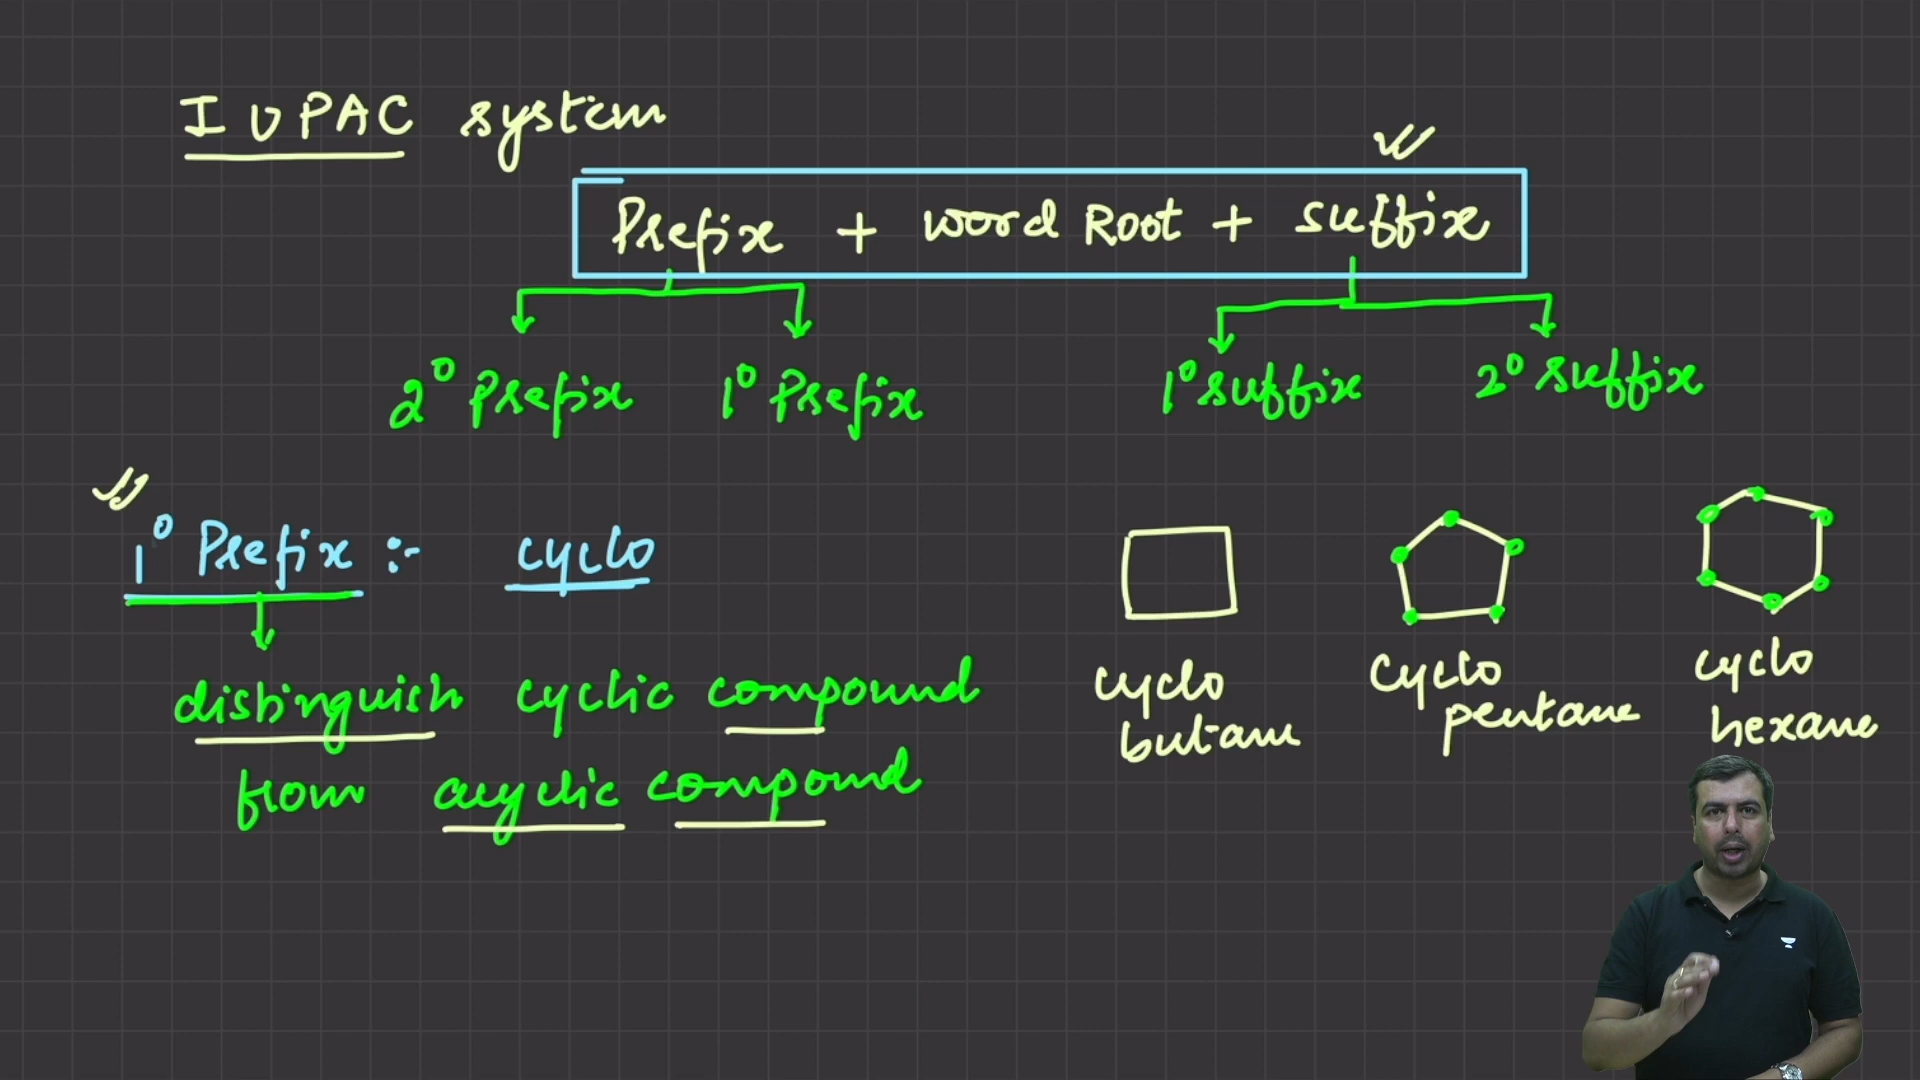 IUPAC system
Prefix + word Root + suffix
2° Prefix 1° Prefix 1° suffix 2° suffix
1° Prefix :- cyclo
distinguish cyclic compound
from acyclic compound
cyclo
butane
cyclo
pentane
cyclo
hexane